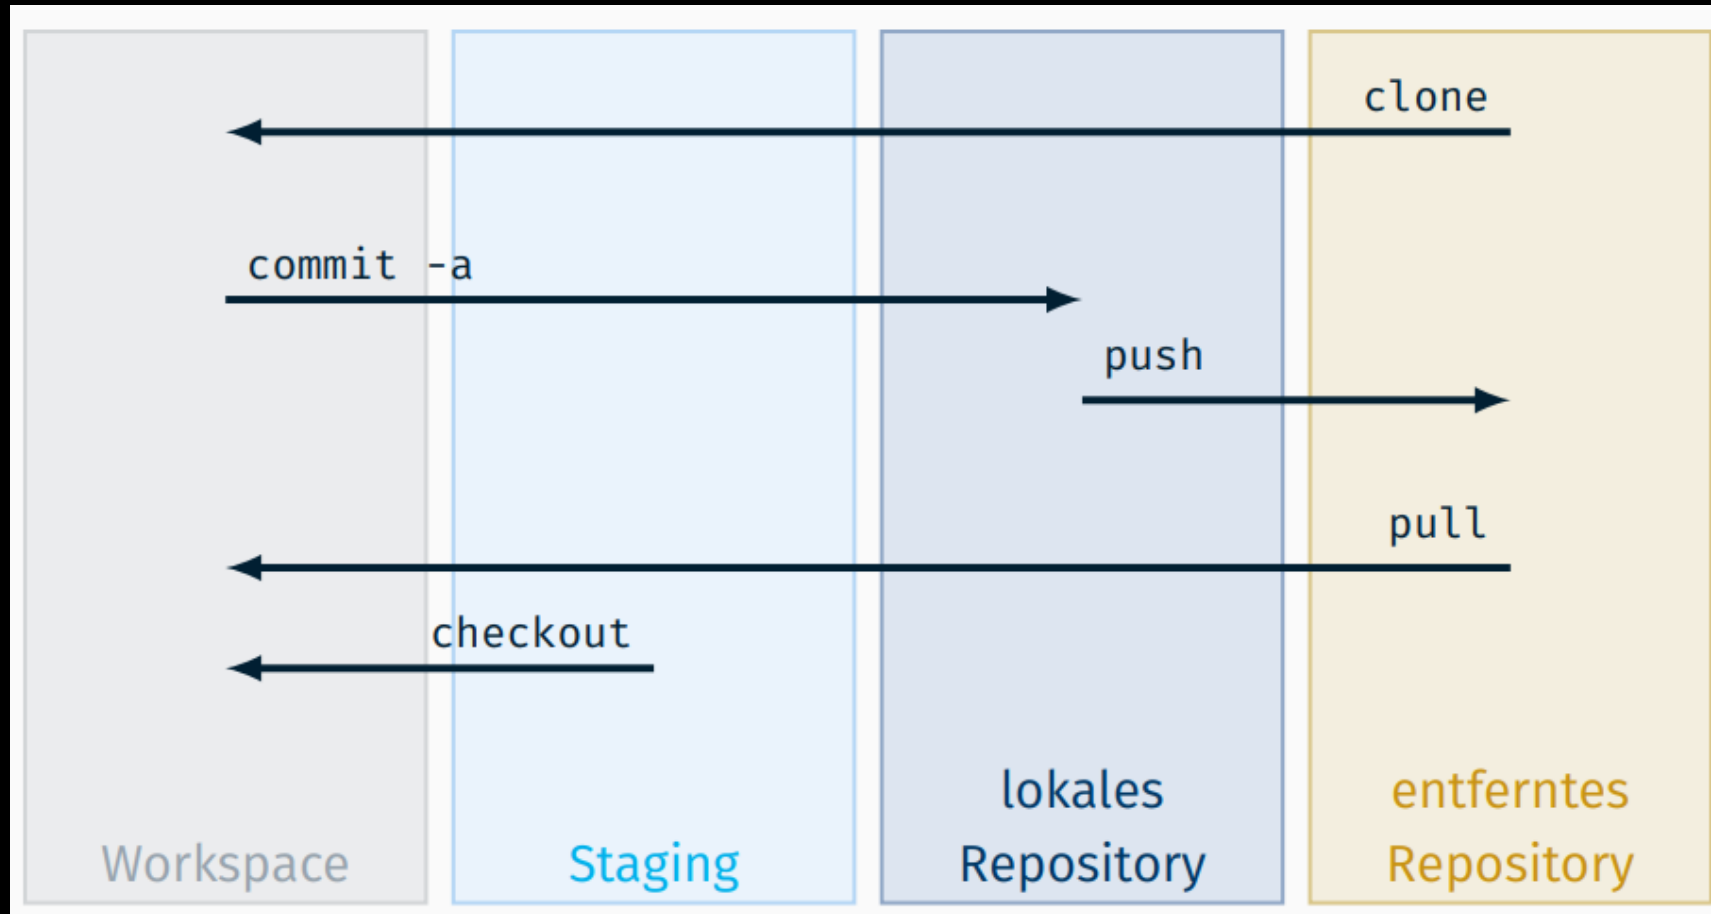 clone
commit -a
push
pull
checkout
Workspace
Staging
lokales
Repository
entferntes
Repository